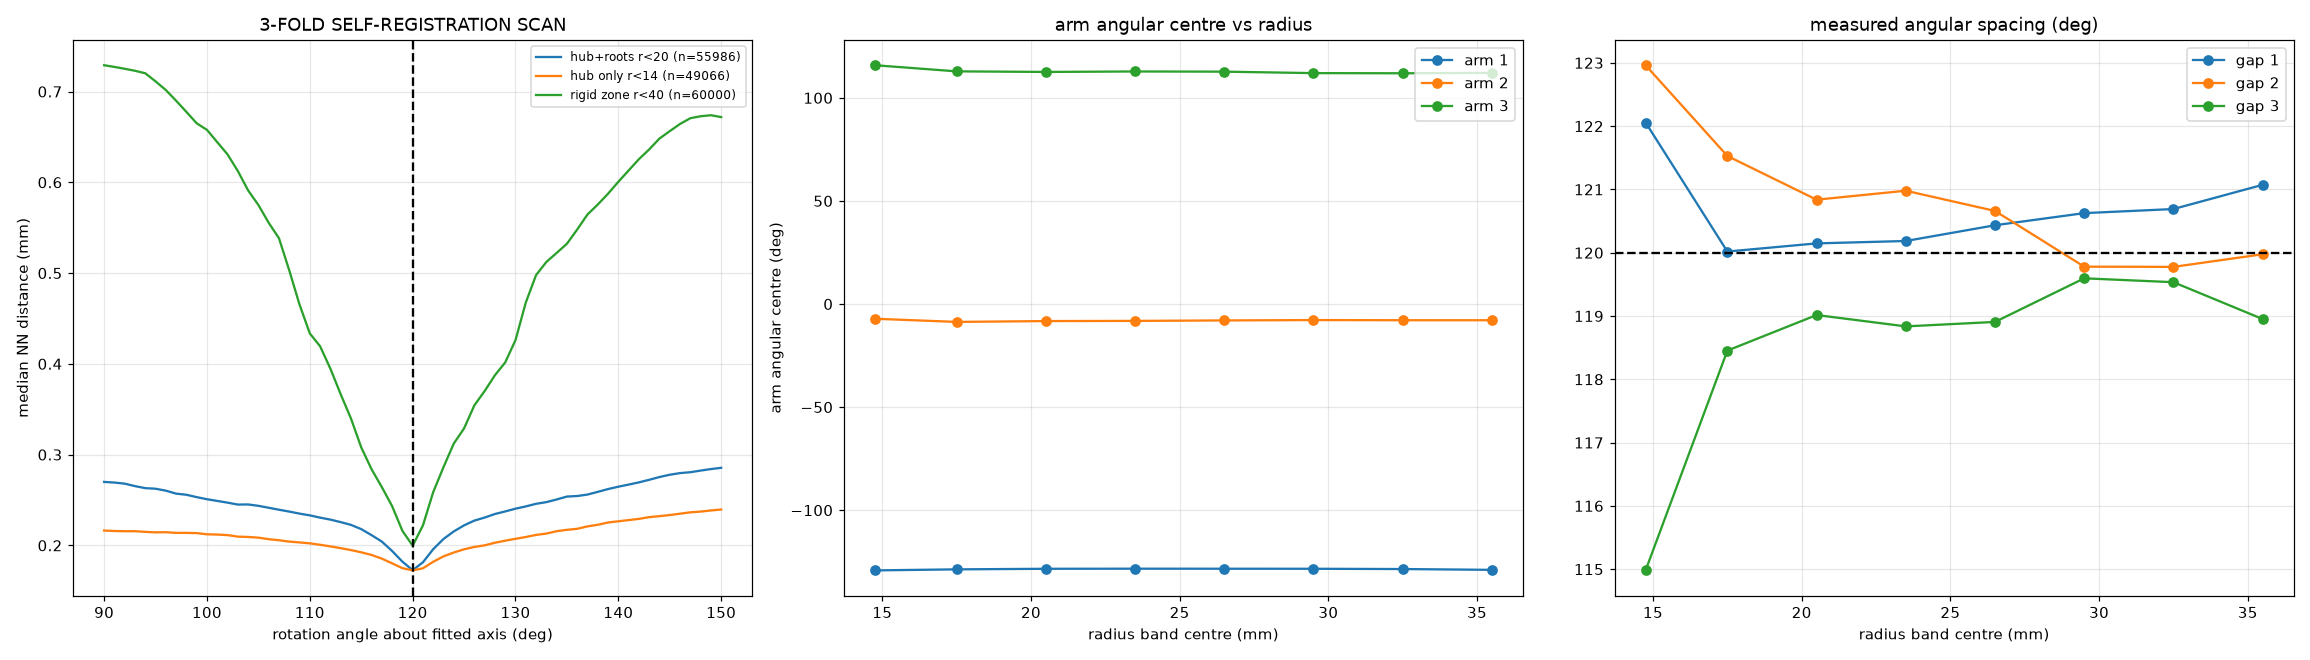 3-FOLD SELF-REGISTRATION SCAN
median NN distance (mm)
0.7
0.6
0.5
0.4
0.3
0.2
hub+roots r<20 (n=55986)
hub only r<14 (n=49066)
rigid zone r<40 (n=60000)
90 100 110 120 130 140 150
rotation angle about fitted axis (deg)
arm angular centre vs radius
arm angular centre (deg)
100
50
0
−50
−100
arm 1
arm 2
arm 3
15 20 25 30 35
radius band centre (mm)
measured angular spacing (deg)
123
122
121
120
119
118
117
116
115
gap 1
gap 2
gap 3
15 20 25 30 35
radius band centre (mm)